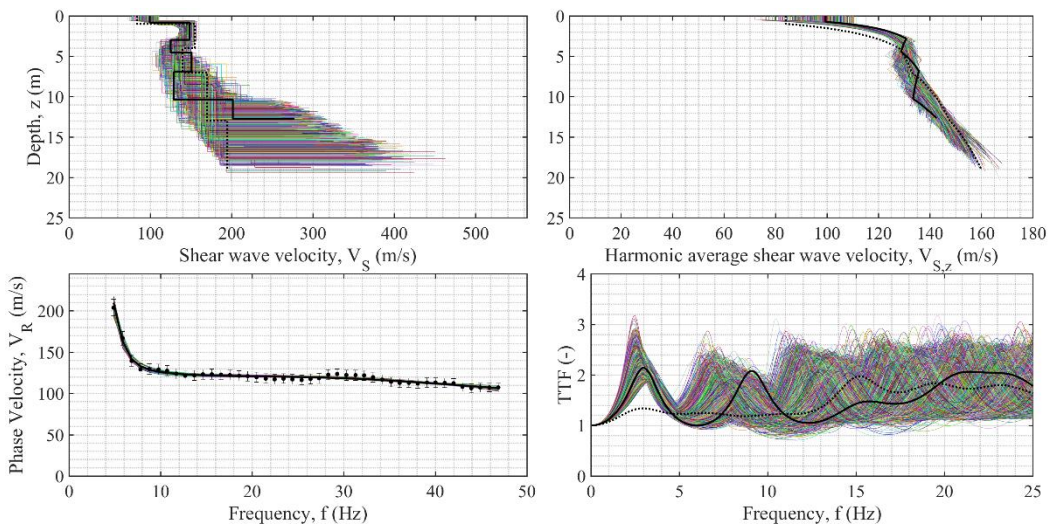 0
5
10
15
20
25
Depth, z (m)
0 100 200 300 400 500
Shear wave velocity, V_S (m/s)
0
5
10
15
20
25
0 20 40 60 80 100 120 140 160 180
Harmonic average shear wave velocity, V_S,z (m/s)
200
150
100
50
0
Phase Velocity, V_R (m/s)
0 10 20 30 40 50
Frequency, f (Hz)
4
3
2
1
0
TTF (-)
0 5 10 15 20 25
Frequency, f (Hz)